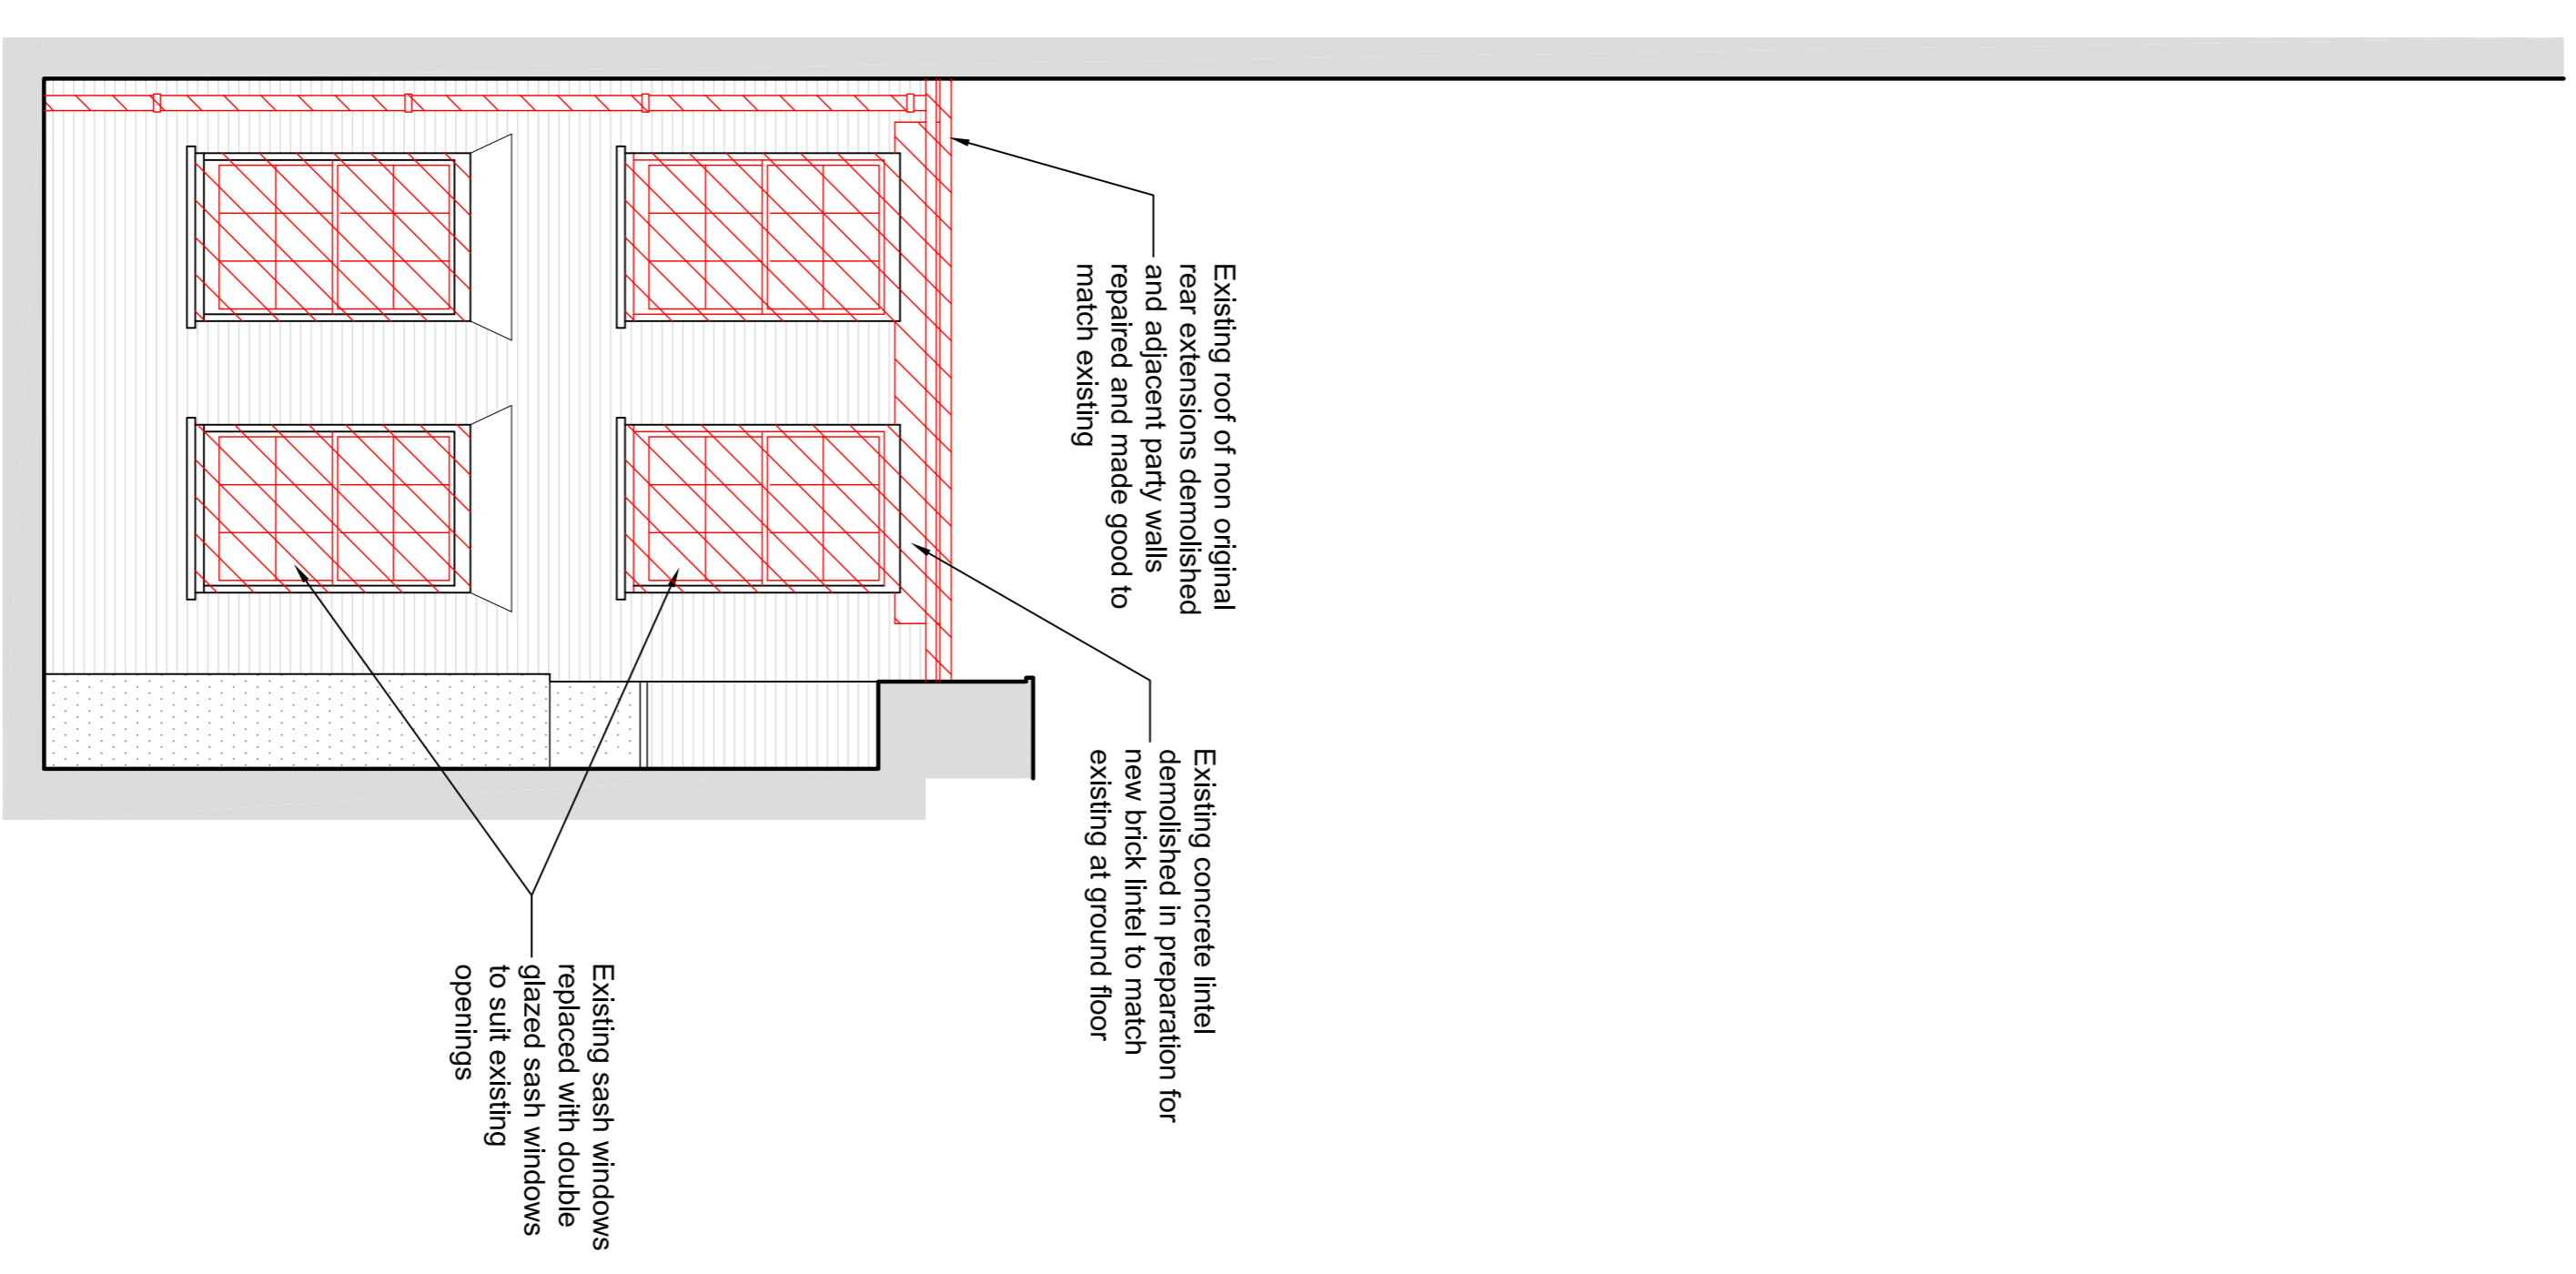 Existing roof of non original
rear extensions demolished
and adjacent party walls
repaired and made good to
match existing
Existing concrete lintel
demolished in preparation for
new brick lintel to match
existing at ground floor
Existing sash windows
replaced with double
glazed sash windows
to suit existing
openings